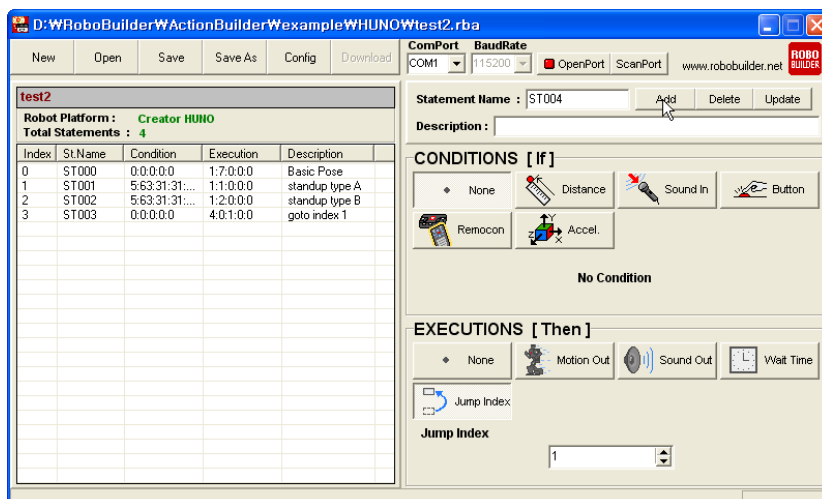 D:₩RoboBuilder₩ActionBuilder₩example₩HUNO₩test2.rba
New Open Save Save As Config Download
ComPort BaudRate
COM1 115200 OpenPort ScanPort www.robobuilder.net ROBO BUILDER
test2
Robot Platform : Creator HUNO
Total Statements : 4
Index St.Name Condition Execution Description
0 ST000 0:0:0:0:0 1:7:0:0:0 Basic Pose
1 ST001 5:63:31:31:... 1:1:0:0:0 standup type A
2 ST002 5:63:31:31:... 1:2:0:0:0 standup type B
3 ST003 0:0:0:0:0 4:0:1:0:0 goto index 1
Statement Name : ST004 Add Delete Update
Description :
CONDITIONS [ If ]
None Distance Sound In Button
Remocon Accel.
No Condition
EXECUTIONS [ Then ]
None Motion Out Sound Out Wait Time
Jump Index
Jump Index
1